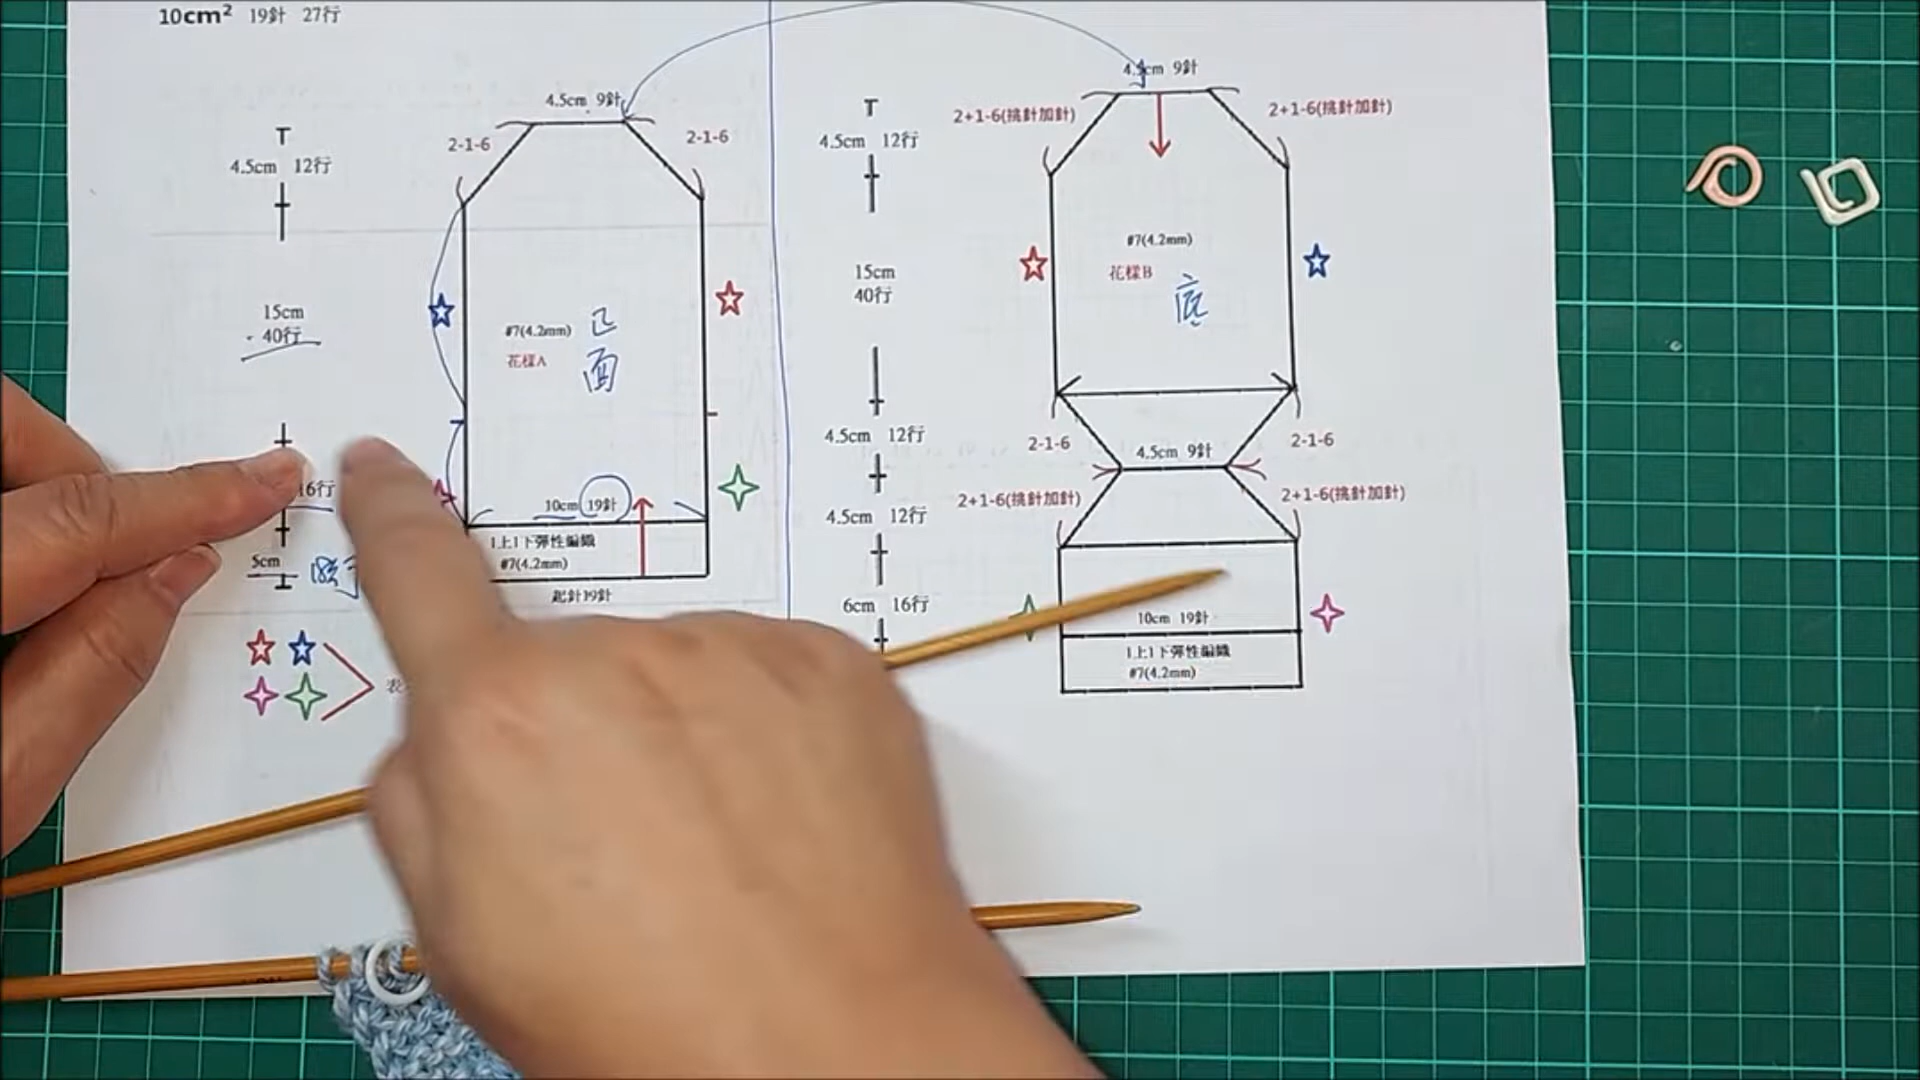 10cm² 19針 27行
4.5cm 9針
2-1-6
2-1-6
T
4.5cm 12行
15cm
40行
#7(4.2mm)
花樣A
正面
16行
10cm 19針
5cm
1上1下彈性編織
#7(4.2mm)
起針19針
表
4.5cm 9針
2+1-6(挑針加針)
2+1-6(挑針加針)
T
4.5cm 12行
15cm
40行
#7(4.2mm)
花樣B
底
4.5cm 12行
2-1-6
2-1-6
4.5cm 9針
2+1-6(挑針加針)
2+1-6(挑針加針)
4.5cm 12行
6cm 16行
10cm 19針
1上1下彈性編織
#7(4.2mm)